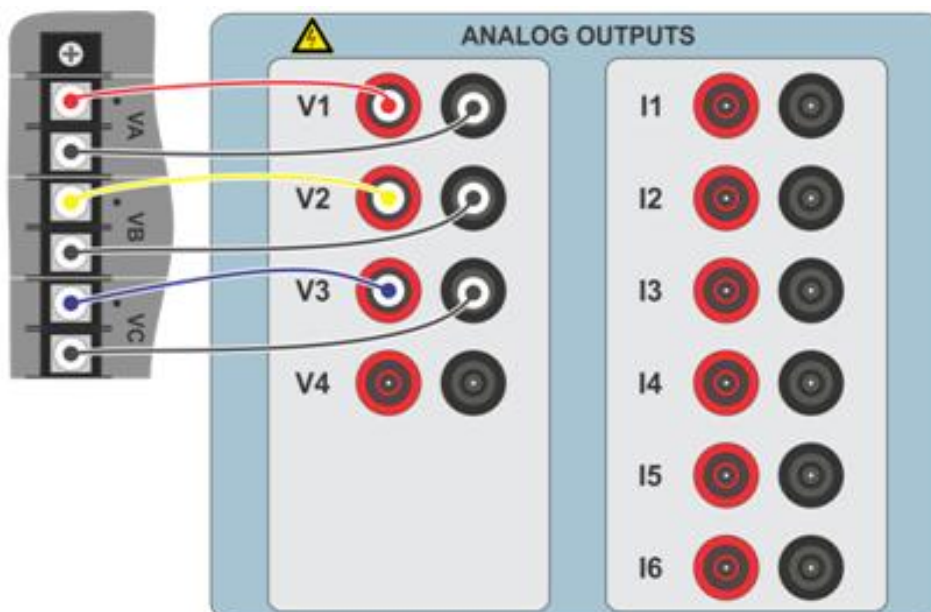 ANALOG OUTPUTS
VA
VB
VC
V1
V2
V3
V4
I1
I2
I3
I4
I5
I6